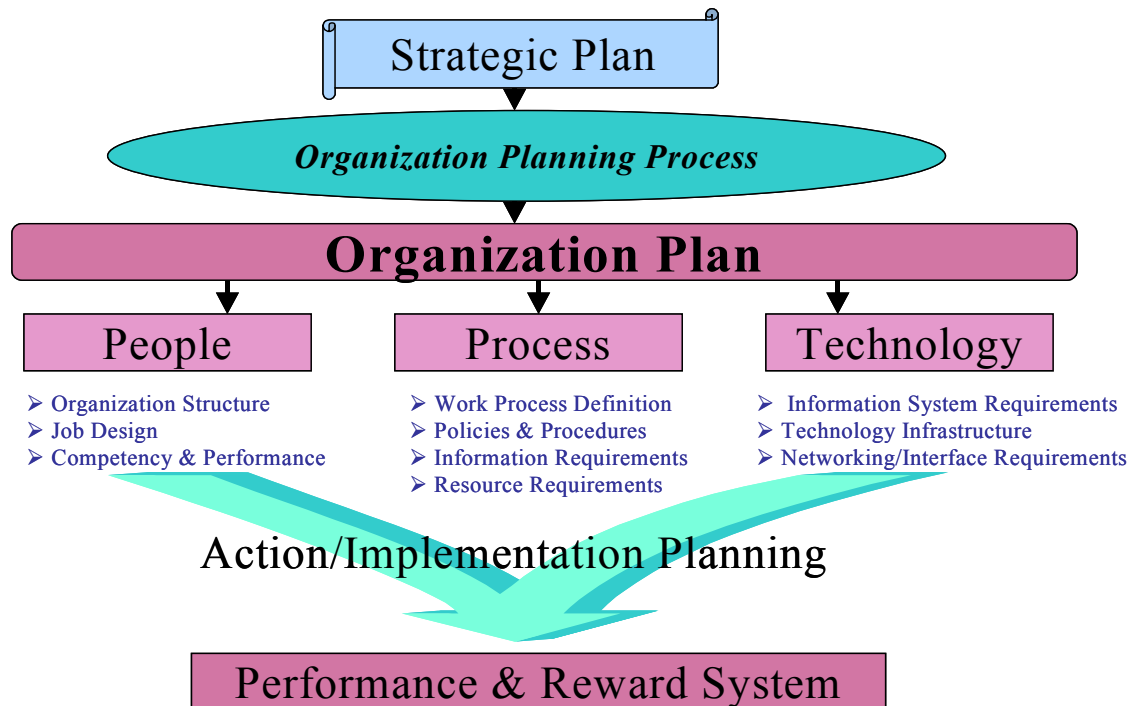 Strategic Plan
Organization Planning Process
Organization Plan
People
➢ Organization Structure
➢ Job Design
➢ Competency & Performance
Process
➢ Work Process Definition
➢ Policies & Procedures
➢ Information Requirements
➢ Resource Requirements
Technology
➢ Information System Requirements
➢ Technology Infrastructure
➢ Networking/Interface Requirements
Action/Implementation Planning
Performance & Reward System